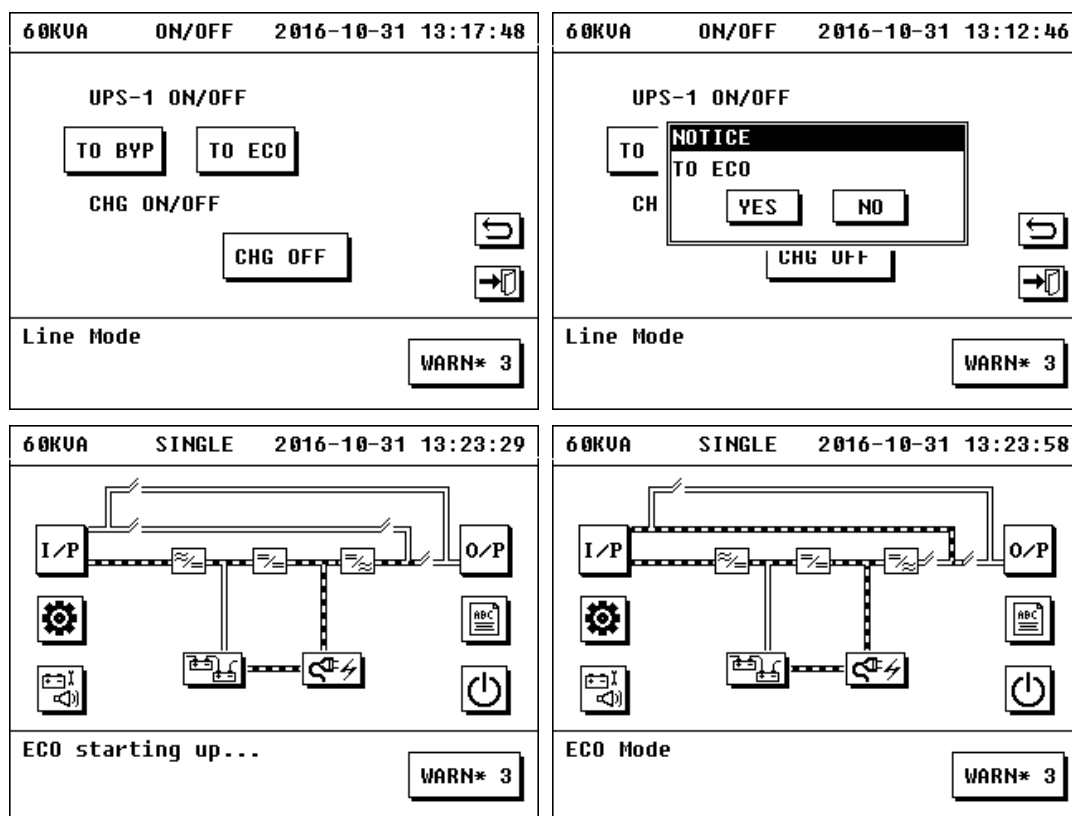 60KVA ON/OFF 2016-10-31 13:17:48
UPS-1 ON/OFF
TO BYP TO ECO
CHG ON/OFF
CHG OFF
Line Mode
WARN* 3
60KVA ON/OFF 2016-10-31 13:12:46
UPS-1 ON/OFF
TO
NOTICE
TO ECO
CH
YES NO
CHG OFF
Line Mode
WARN* 3
60KVA SINGLE 2016-10-31 13:23:29
I/P O/P
ABC
ECO starting up...
WARN* 3
60KVA SINGLE 2016-10-31 13:23:58
I/P O/P
ABC
ECO Mode
WARN* 3